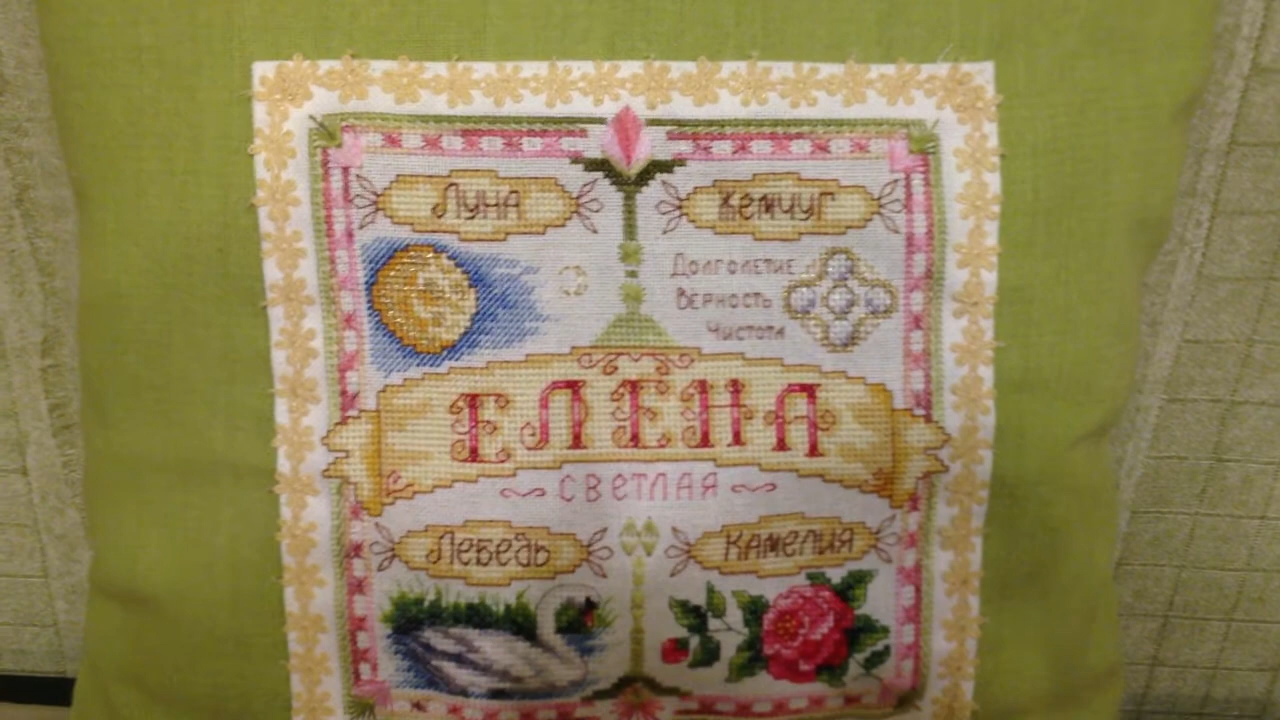 Луна
Жемчуг
Долголетие
Верность
Чистота
ЕЛЕНА
~ светлая ~
Лебедь
Камелия